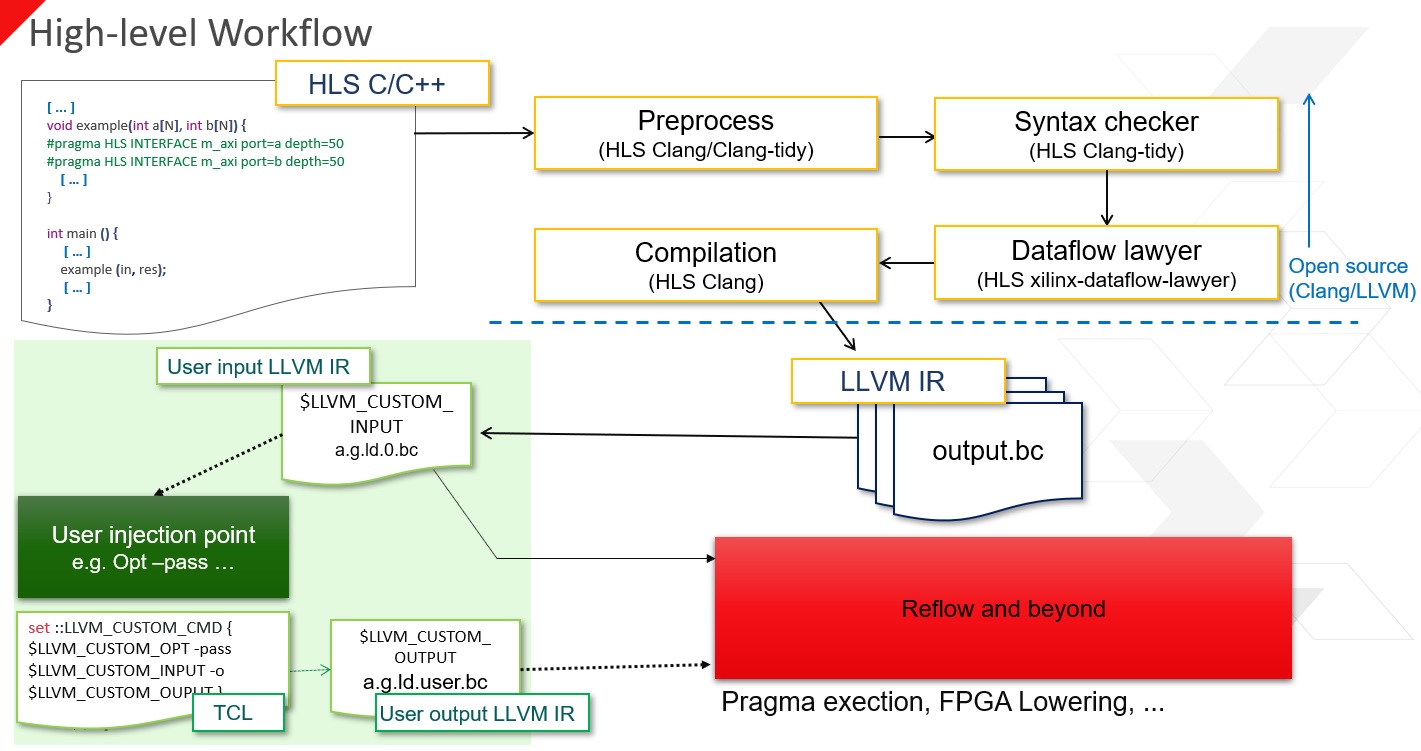 High-level Workflow
HLS C/C++
[ ... ]
void example(int a[N], int b[N]) {
#pragma HLS INTERFACE m_axi port=a depth=50
#pragma HLS INTERFACE m_axi port=b depth=50
[ ... ]
}
int main () {
[ ... ]
example (in, res);
[ ... ]
}
Preprocess
(HLS Clang/Clang-tidy)
Syntax checker
(HLS Clang-tidy)
Compilation
(HLS Clang)
Dataflow lawyer
(HLS xilinx-dataflow-lawyer)
Open source
(Clang/LLVM)
User input LLVM IR
$LLVM_CUSTOM_
INPUT
a.g.ld.0.bc
LLVM IR
output.bc
User injection point
e.g. Opt –pass ...
Reflow and beyond
set ::LLVM_CUSTOM_CMD {
$LLVM_CUSTOM_OPT -pass
$LLVM_CUSTOM_INPUT -o
$LLVM_CUSTOM_OUPUT }
TCL
$LLVM_CUSTOM_
OUTPUT
a.g.ld.user.bc
User output LLVM IR
Pragma exection, FPGA Lowering, ...